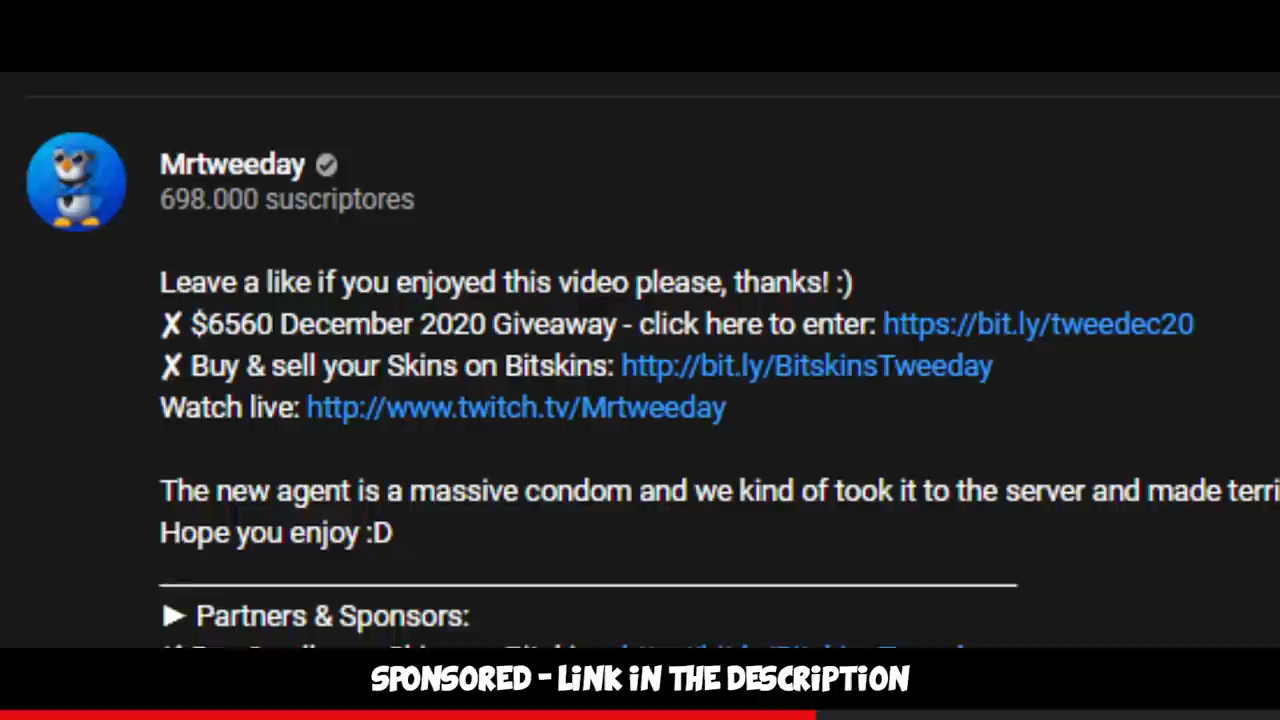 Mrtweeday
698.000 suscriptores
Leave a like if you enjoyed this video please, thanks! :)
✘ $6560 December 2020 Giveaway - click here to enter: https://bit.ly/tweedec20
✘ Buy & sell your Skins on Bitskins: http://bit.ly/BitskinsTweeday
Watch live: http://www.twitch.tv/Mrtweeday
The new agent is a massive condom and we kind of took it to the server and made terri
Hope you enjoy :D
► Partners & Sponsors:
SPONSORED - LINK IN THE DESCRIPTION